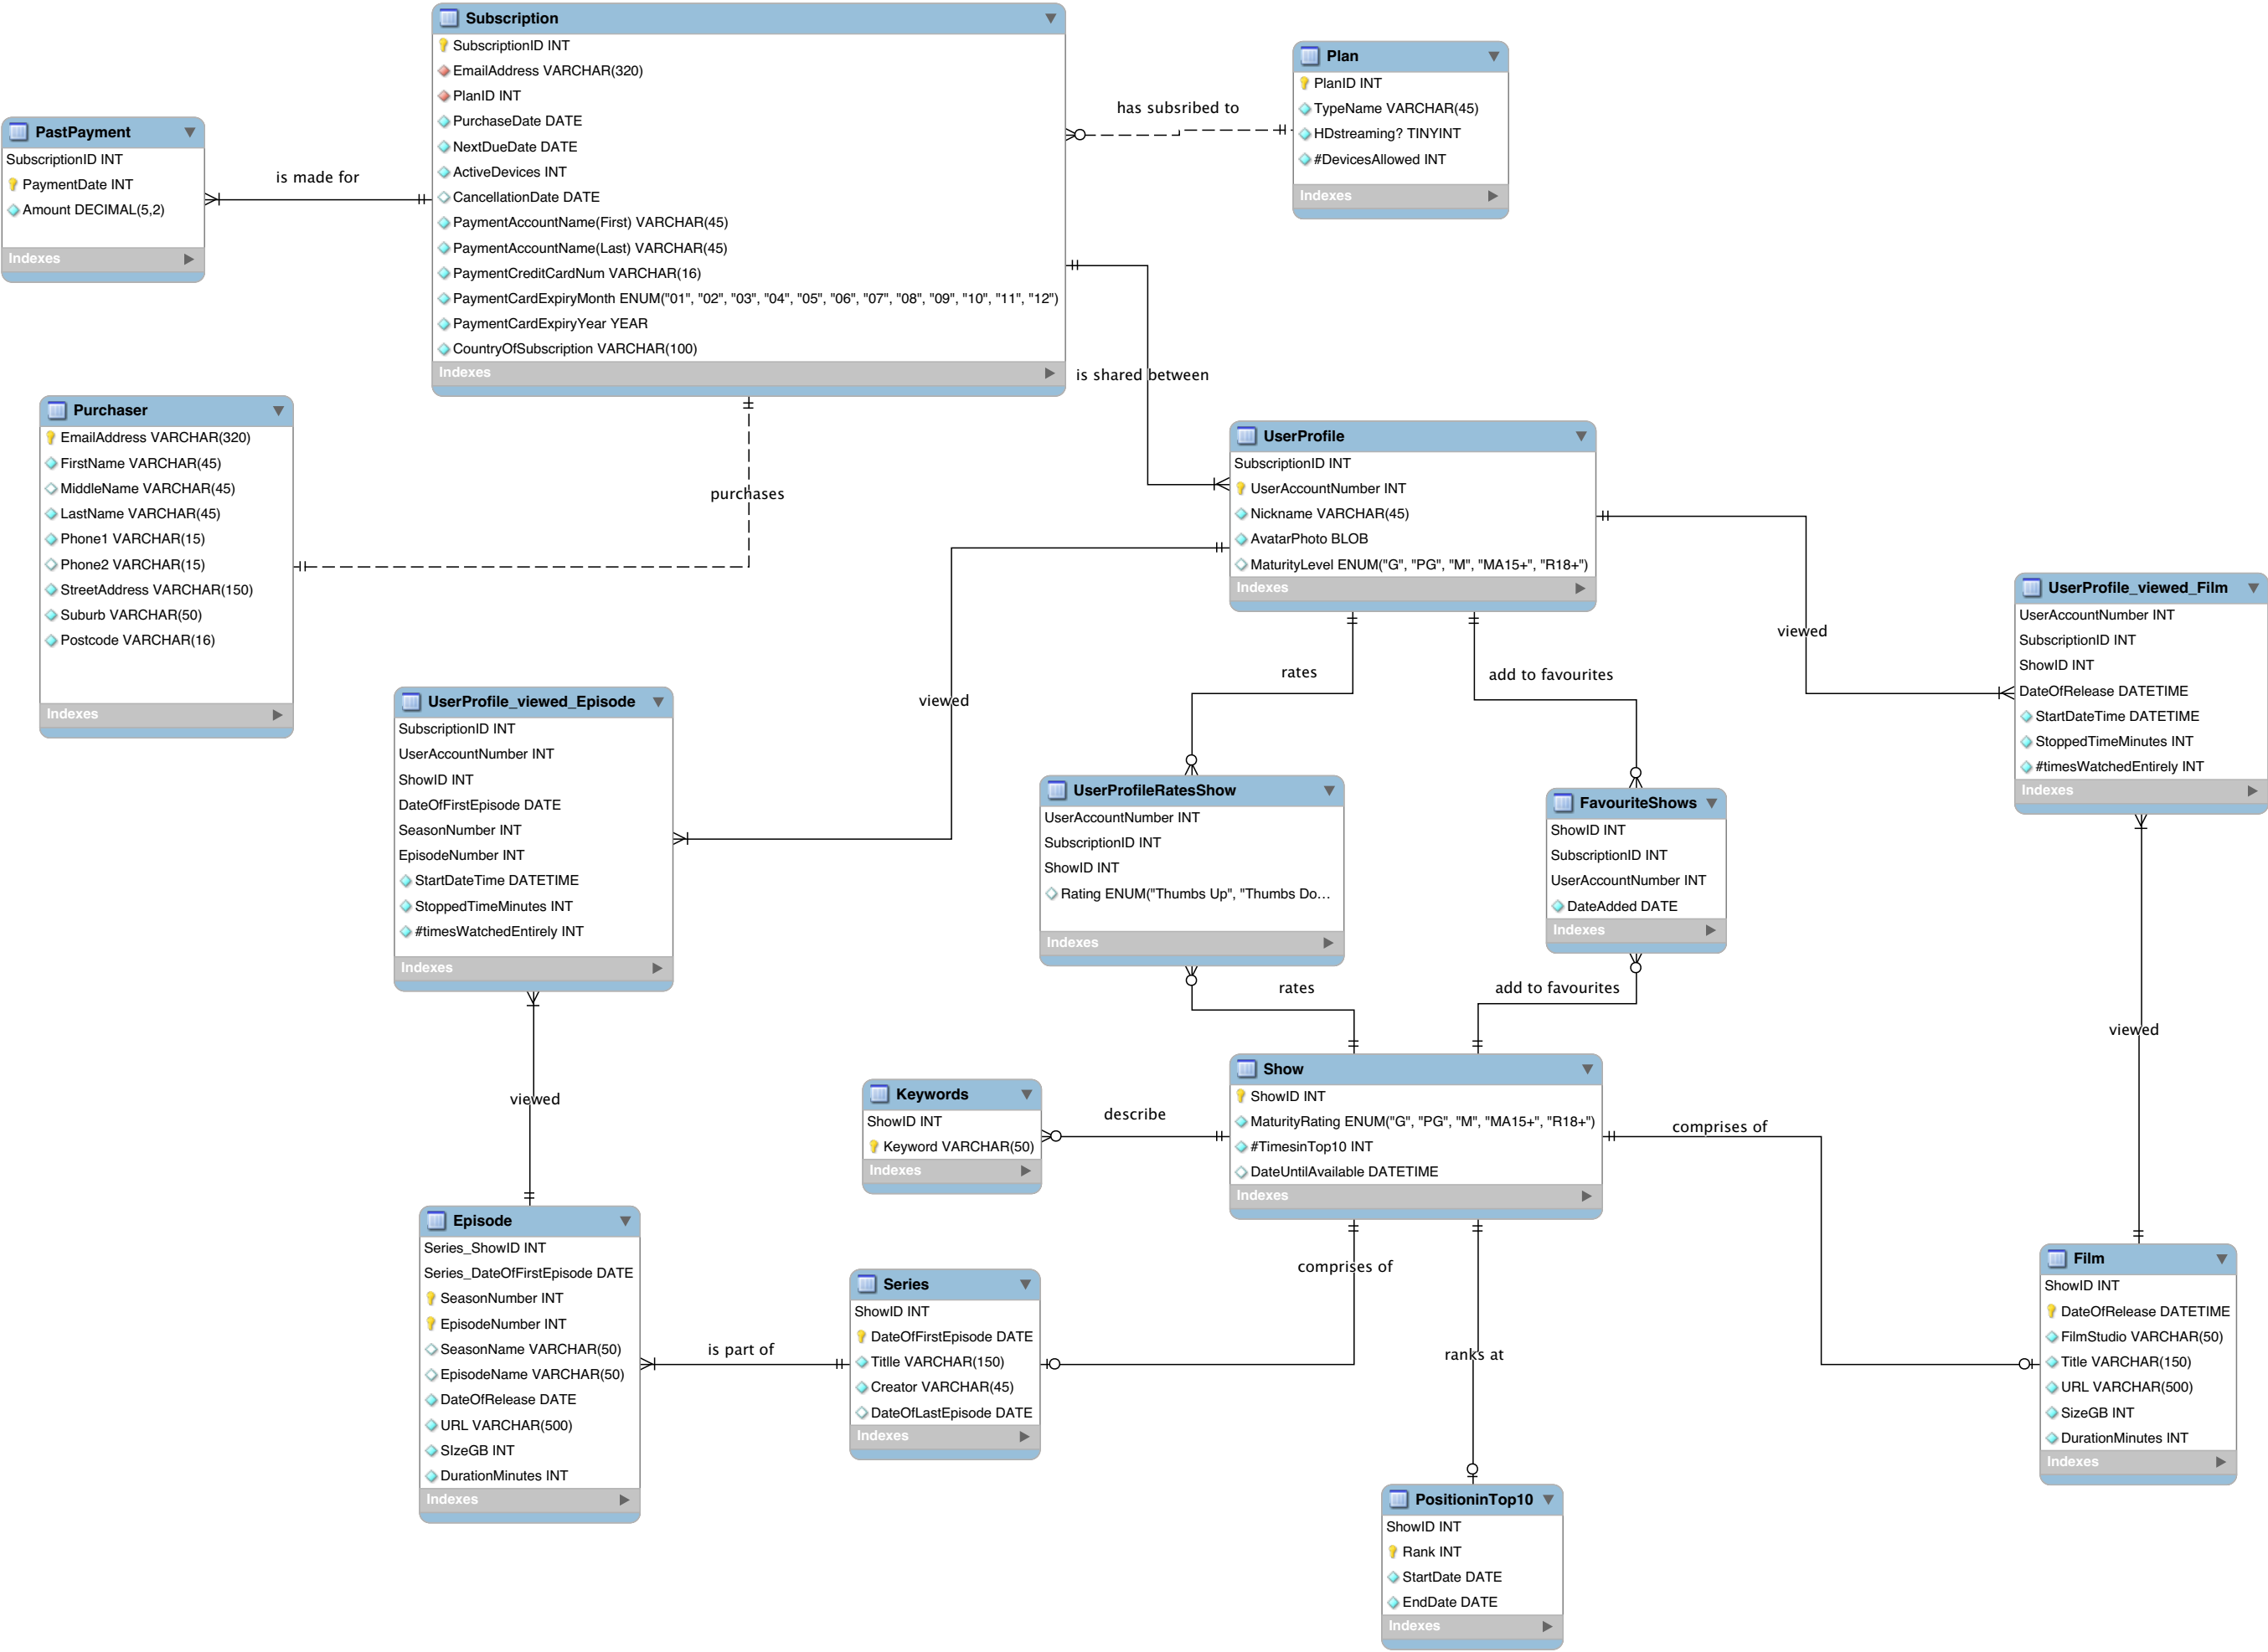 Subscription
SubscriptionID INT
EmailAddress VARCHAR(320)
PlanID INT
PurchaseDate DATE
NextDueDate DATE
ActiveDevices INT
CancellationDate DATE
PaymentAccountName(First) VARCHAR(45)
PaymentAccountName(Last) VARCHAR(45)
PaymentCreditCardNum VARCHAR(16)
PaymentCardExpiryMonth ENUM("01", "02", "03", "04", "05", "06", "07", "08", "09", "10", "11", "12")
PaymentCardExpiryYear YEAR
CountryOfSubscription VARCHAR(100)
Indexes
has subsribed to
Plan
PlanID INT
TypeName VARCHAR(45)
HDstreaming? TINYINT
#DevicesAllowed INT
Indexes
PastPayment
SubscriptionID INT
PaymentDate INT
Amount DECIMAL(5,2)
Indexes
is made for
is shared between
Purchaser
EmailAddress VARCHAR(320)
FirstName VARCHAR(45)
MiddleName VARCHAR(45)
LastName VARCHAR(45)
Phone1 VARCHAR(15)
Phone2 VARCHAR(15)
StreetAddress VARCHAR(150)
Suburb VARCHAR(50)
Postcode VARCHAR(16)
Indexes
purchases
UserProfile
SubscriptionID INT
UserAccountNumber INT
Nickname VARCHAR(45)
AvatarPhoto BLOB
MaturityLevel ENUM("G", "PG", "M", "MA15+", "R18+")
Indexes
viewed
UserProfile_viewed_Film
UserAccountNumber INT
SubscriptionID INT
ShowID INT
DateOfRelease DATETIME
StartDateTime DATETIME
StoppedTimeMinutes INT
#timesWatchedEntirely INT
Indexes
rates
add to favourites
viewed
UserProfile_viewed_Episode
SubscriptionID INT
UserAccountNumber INT
ShowID INT
DateOfFirstEpisode DATE
SeasonNumber INT
EpisodeNumber INT
StartDateTime DATETIME
StoppedTimeMinutes INT
#timesWatchedEntirely INT
Indexes
UserProfileRatesShow
UserAccountNumber INT
SubscriptionID INT
ShowID INT
Rating ENUM("Thumbs Up", "Thumbs Do...
Indexes
FavouriteShows
ShowID INT
SubscriptionID INT
UserAccountNumber INT
DateAdded DATE
Indexes
rates
add to favourites
viewed
viewed
Keywords
ShowID INT
Keyword VARCHAR(50)
Indexes
describe
Show
ShowID INT
MaturityRating ENUM("G", "PG", "M", "MA15+", "R18+")
#TimesinTop10 INT
DateUntilAvailable DATETIME
Indexes
comprises of
Episode
Series_ShowID INT
Series_DateOfFirstEpisode DATE
SeasonNumber INT
EpisodeNumber INT
SeasonName VARCHAR(50)
EpisodeName VARCHAR(50)
DateOfRelease DATE
URL VARCHAR(500)
SIzeGB INT
DurationMinutes INT
Indexes
is part of
Series
ShowID INT
DateOfFirstEpisode DATE
Titlle VARCHAR(150)
Creator VARCHAR(45)
DateOfLastEpisode DATE
Indexes
comprises of
ranks at
Film
ShowID INT
DateOfRelease DATETIME
FilmStudio VARCHAR(50)
Title VARCHAR(150)
URL VARCHAR(500)
SizeGB INT
DurationMinutes INT
Indexes
PositioninTop10
ShowID INT
Rank INT
StartDate DATE
EndDate DATE
Indexes